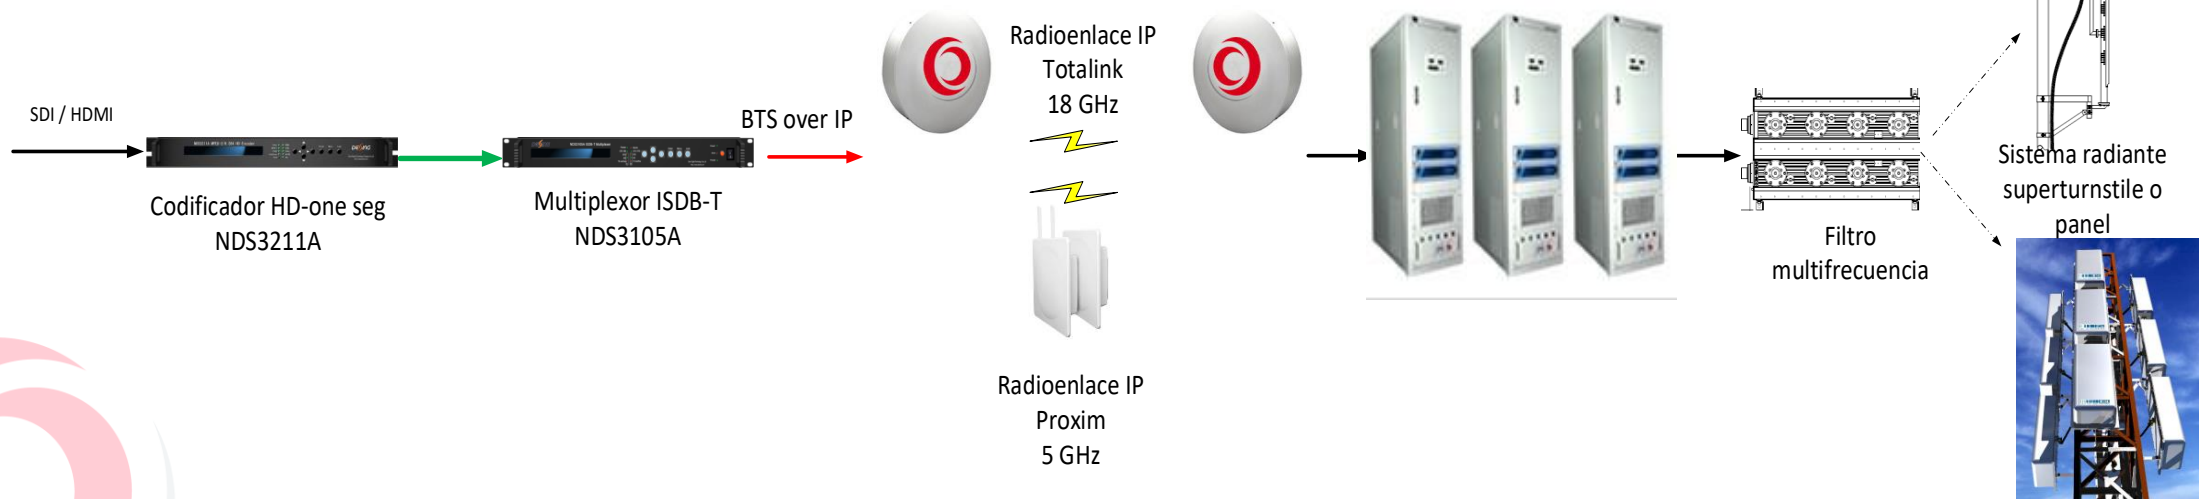 SDI / HDMI
Codificador HD-one seg
NDS3211A
Multiplexor ISDB-T
NDS3105A
BTS over IP
Radioenlace IP
Totalink
18 GHz
Radioenlace IP
Proxim
5 GHz
Filtro
multifrecuencia
Sistema radiante
superturnstile o
panel